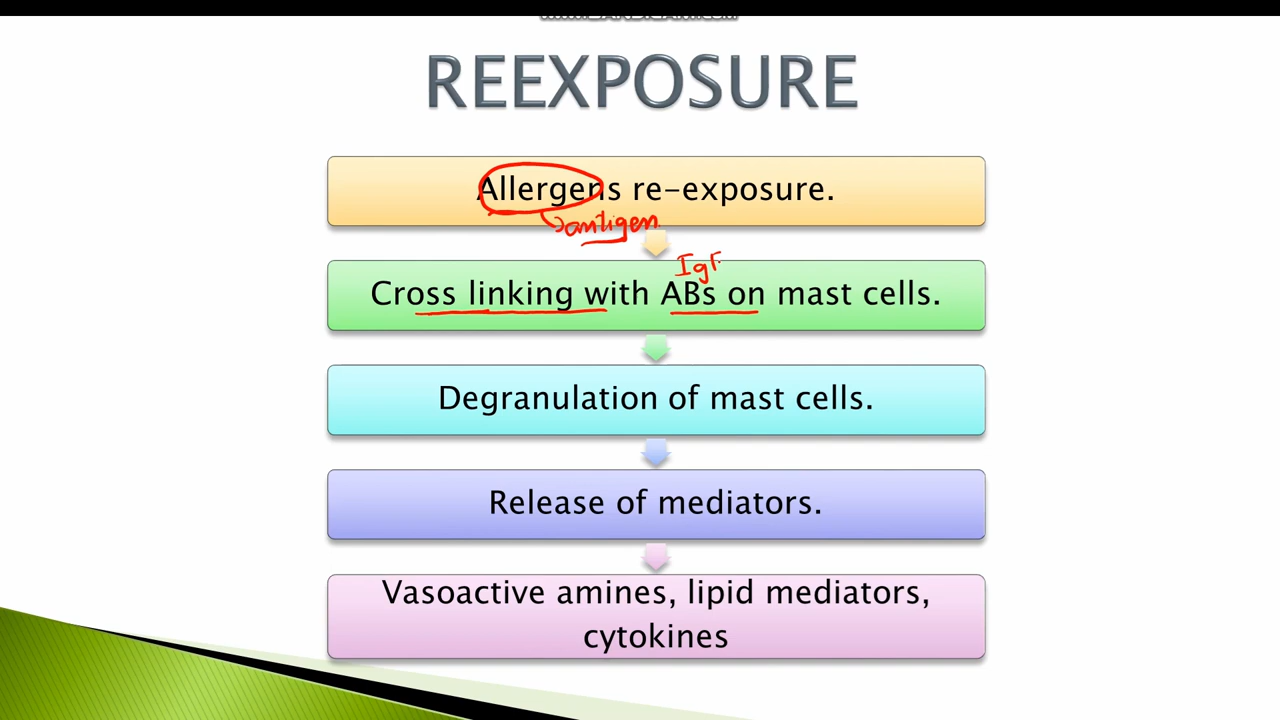 REEXPOSURE
Allergens re-exposure.
antigen
Cross linking with ABs on mast cells.
Degranulation of mast cells.
Release of mediators.
Vasoactive amines, lipid mediators,
cytokines